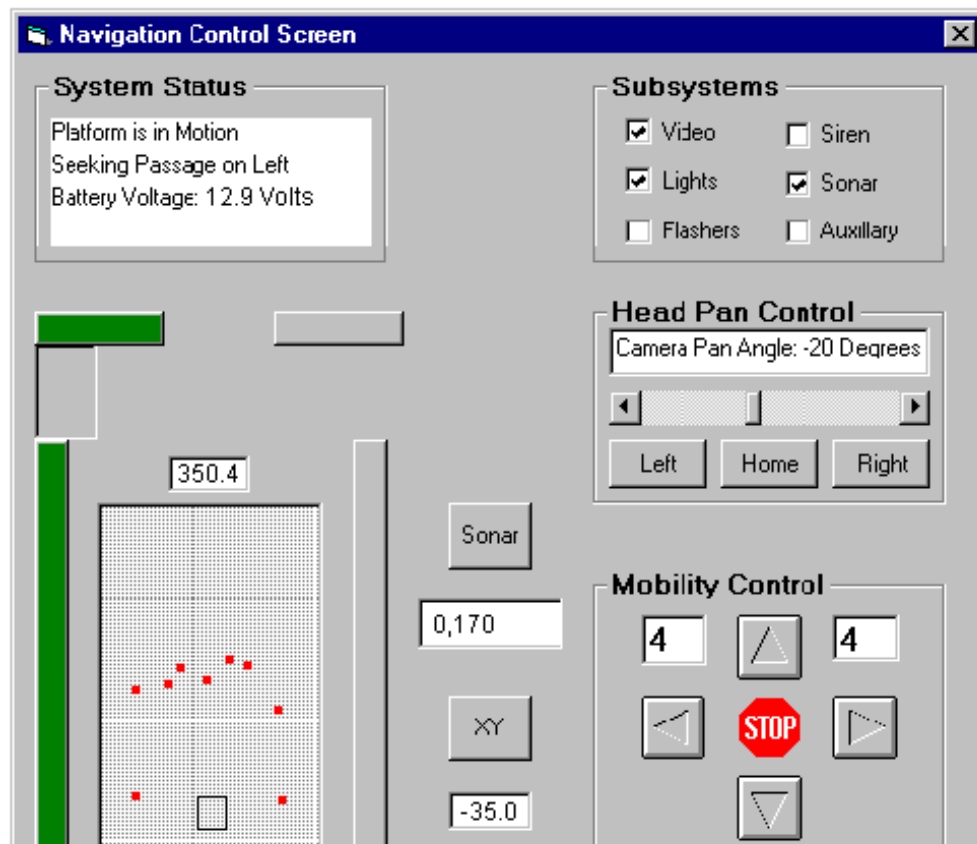 Navigation Control Screen
System Status
Platform is in Motion
Seeking Passage on Left
Battery Voltage: 12.9 Volts
Subsystems
Video
Siren
Lights
Sonar
Flashers
Auxillary
Head Pan Control
Camera Pan Angle: -20 Degrees
Left
Home
Right
350.4
Sonar
0,170
XY
-35.0
Mobility Control
4
4
STOP